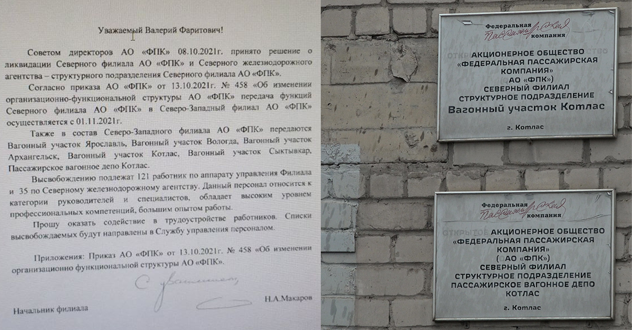 Уважаемый Валерий Фаритович!
Советом директоров АО «ФПК» 08.10.2021г. принято решение о
ликвидации Северного филиала АО «ФПК» и Северного железнодорожного
агентства – структурного подразделения Северного филиала АО «ФПК».
Согласно приказа АО «ФПК» от 13.10.2021г. № 458 «Об изменении
организационно-функциональной структуры АО «ФПК» передача функций
Северного филиала АО «ФПК» в Северо-Западный филиал АО «ФПК»
осуществляется с 01.11.2021г.
Также в состав Северо-Западного филиала АО «ФПК» передаются
Вагонный участок Ярославль, Вагонный участок Вологда, Вагонный участок
Архангельск, Вагонный участок Котлас, Вагонный участок Сыктывкар,
Пассажирское вагонное депо Котлас.
Высвобождению подлежат 121 работник по аппарату управления Филиала
и 35 по Северному железнодорожному агентству. Данный персонал относится к
категории руководителей и специалистов, обладает высоким уровнем
профессиональных компетенций, большим опытом работы.
Прошу оказать содействие в трудоустройстве работников. Списки
высвобождаемых будут направлены в Службу управления персоналом.
Приложения: Приказ АО «ФПК» от 13.10.2021г. № 458 «Об изменении
организационно функциональной структуры АО «ФПК».
С уважением
Начальник филиала Н.А.Макаров
Федеральная
Пассажирская
компания
АКЦИОНЕРНОЕ ОБЩЕСТВО
«ФЕДЕРАЛЬНАЯ ПАССАЖИРСКАЯ
КОМПАНИЯ»
АО «ФПК»)
СЕВЕРНЫЙ ФИЛИАЛ
СТРУКТУРНОЕ ПОДРАЗДЕЛЕНИЕ
Вагонный участок Котлас
г. Котлас
Федеральная
Пассажирская
компания
АКЦИОНЕРНОЕ ОБЩЕСТВО
«ФЕДЕРАЛЬНАЯ ПАССАЖИРСКАЯ
КОМПАНИЯ»
(ОАО «ФПК»)
СЕВЕРНЫЙ ФИЛИАЛ
СТРУКТУРНОЕ ПОДРАЗДЕЛЕНИЕ
ПАССАЖИРСКОЕ ВАГОННОЕ ДЕПО
КОТЛАС
г. Котлас